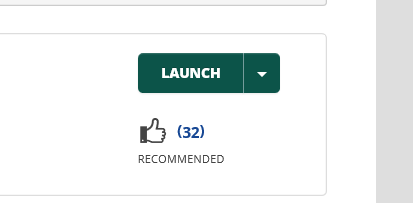 LAUNCH
(32)
RECOMMENDED